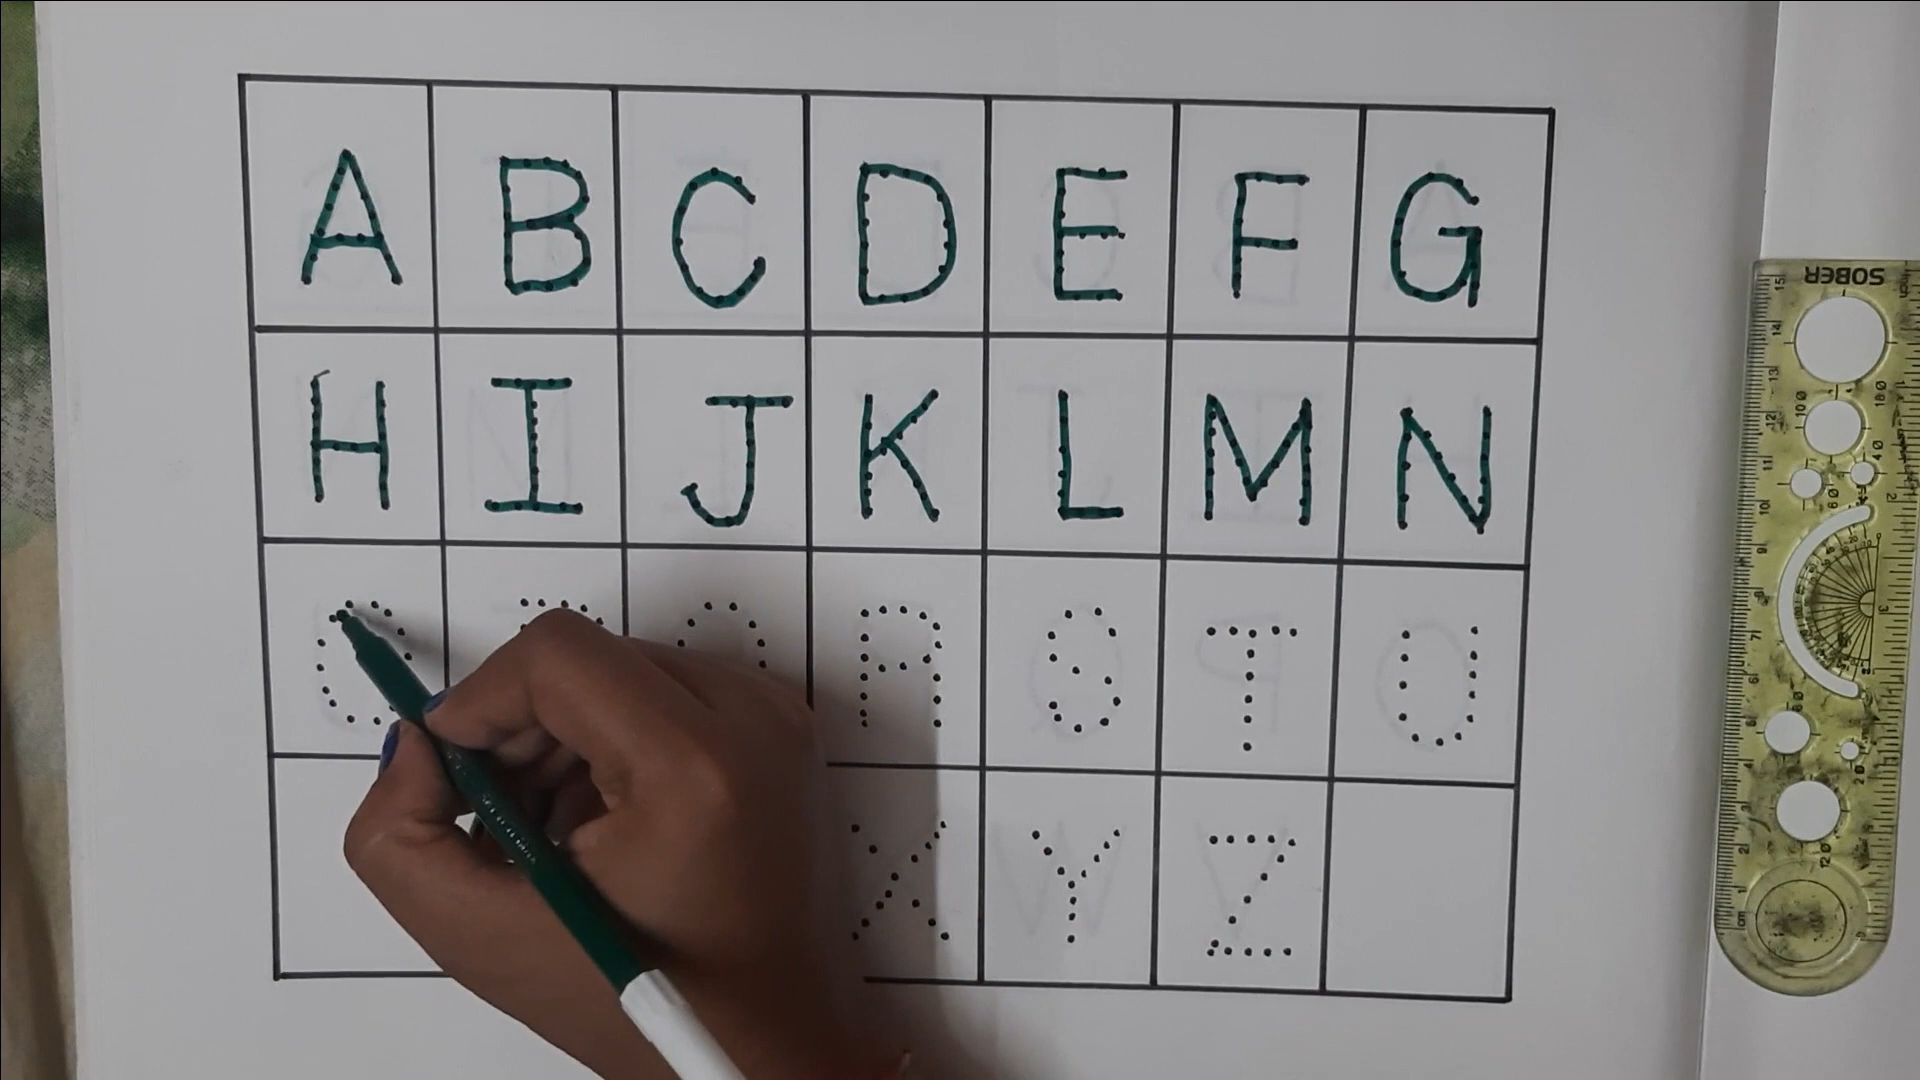 A B C D E F G
H I J K L M N
O P Q R S T U
X Y Z
SOBER